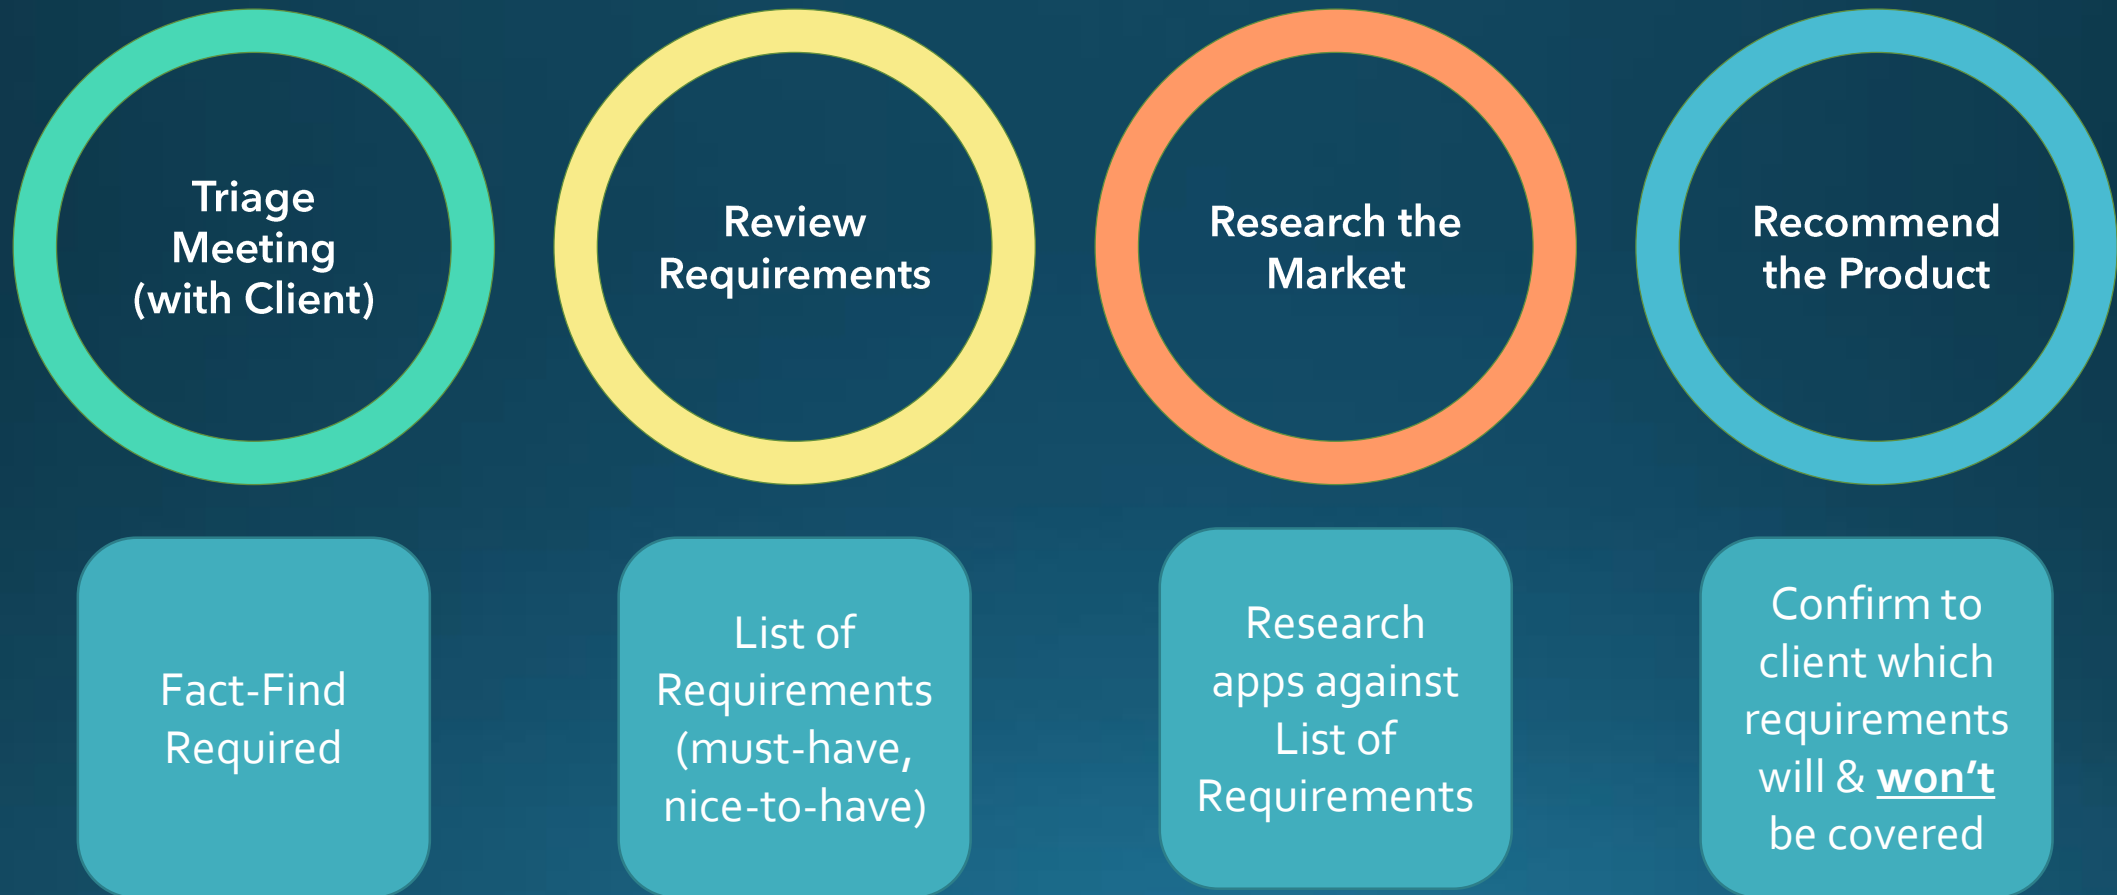 Triage
Meeting
(with Client)
Review
Requirements
Research the
Market
Recommend
the Product
Fact-Find
Required
List of
Requirements
(must-have,
nice-to-have)
Research
apps against
List of
Requirements
Confirm to
client which
requirements
will & won’t
be covered